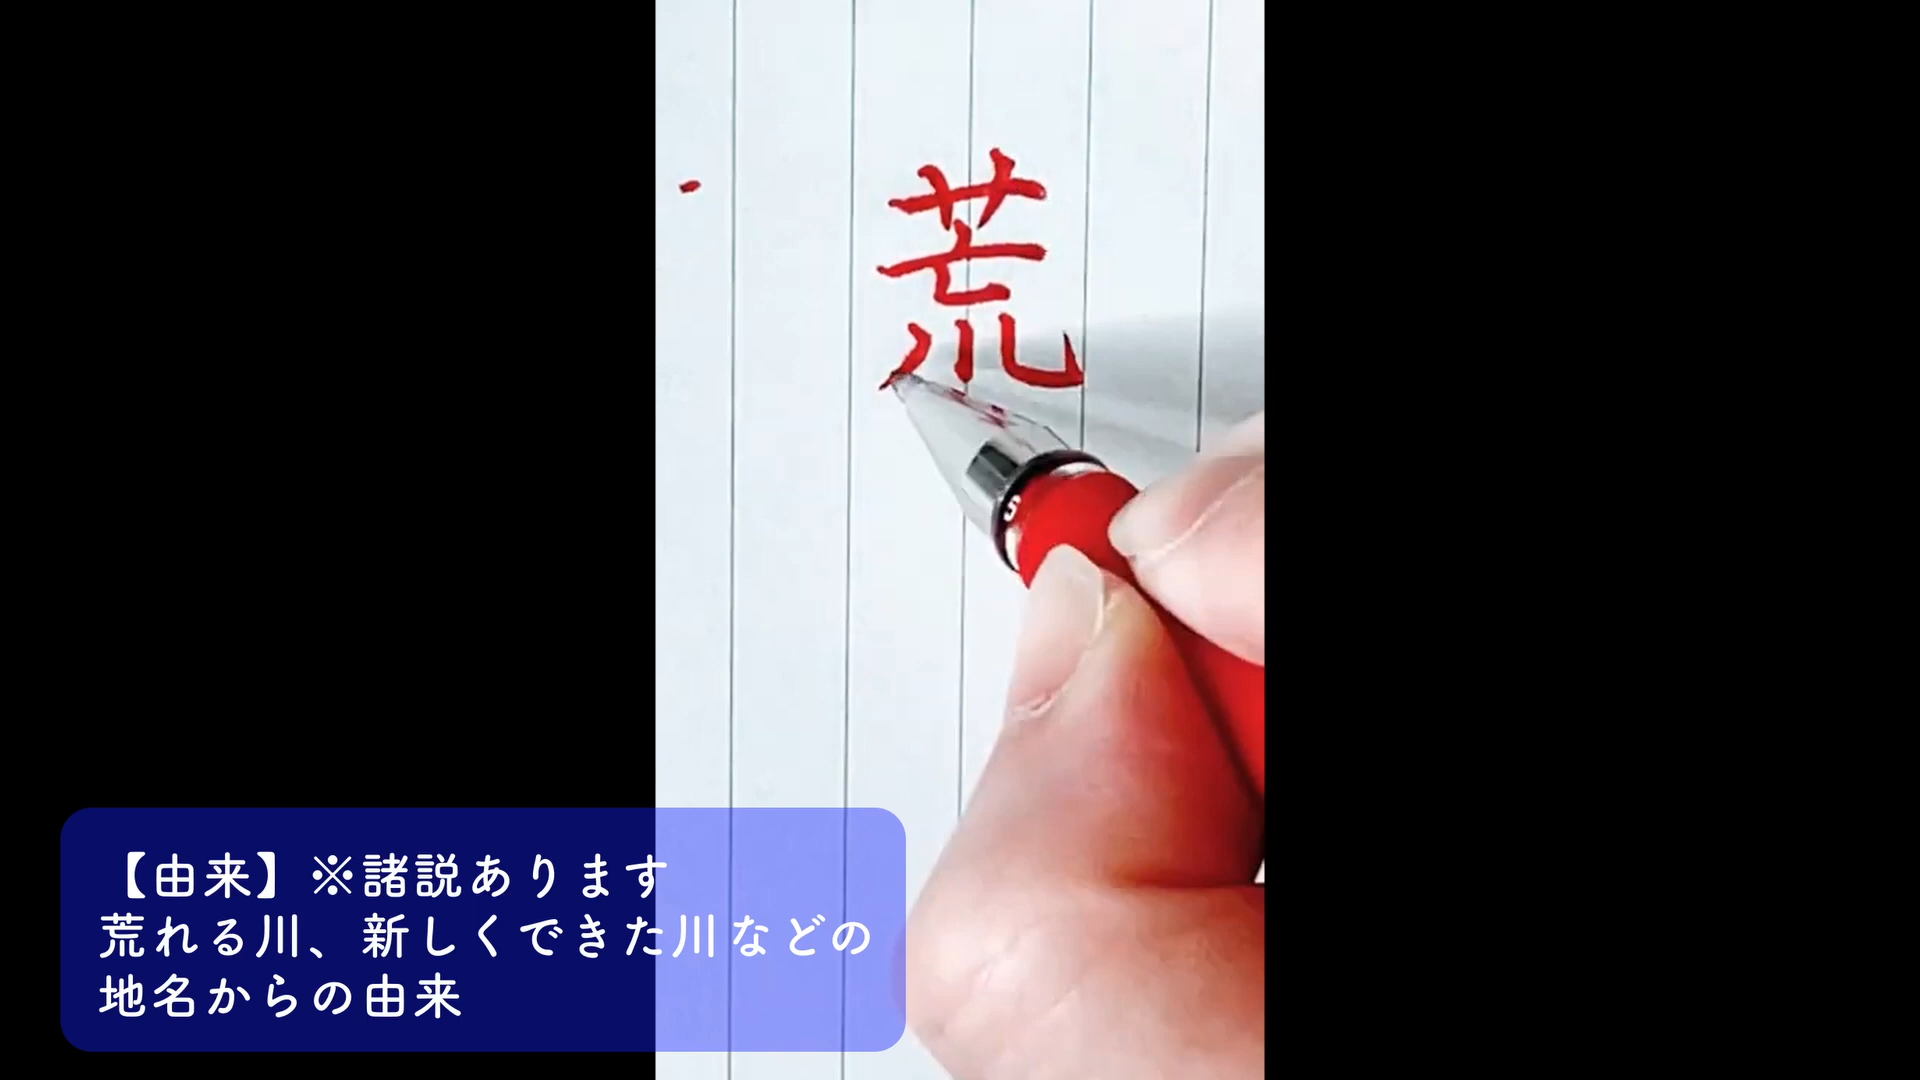 荒
【由来】※諸説あります
荒れる川、新しくできた川などの
地名からの由来